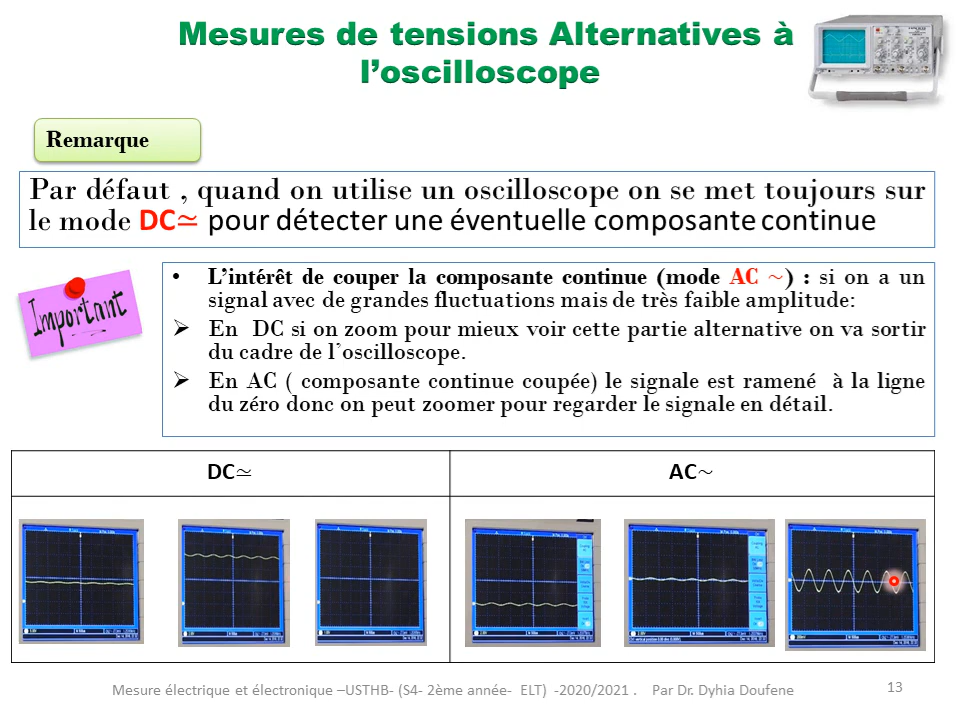 Mesures de tensions Alternatives à
l’oscilloscope
Remarque
Par défaut , quand on utilise un oscilloscope on se met toujours sur
le mode DC≃ pour détecter une éventuelle composante continue
Important
• L’intérêt de couper la composante continue (mode AC ~) : si on a un
signal avec de grandes fluctuations mais de très faible amplitude:
➢ En DC si on zoom pour mieux voir cette partie alternative on va sortir
du cadre de l’oscilloscope.
➢ En AC ( composante continue coupée) le signale est ramené à la ligne
du zéro donc on peut zoomer pour regarder le signale en détail.
DC≃ AC~
Mesure électrique et électronique –USTHB- (S4- 2ème année- ELT) -2020/2021 . Par Dr. Dyhia Doufene
13